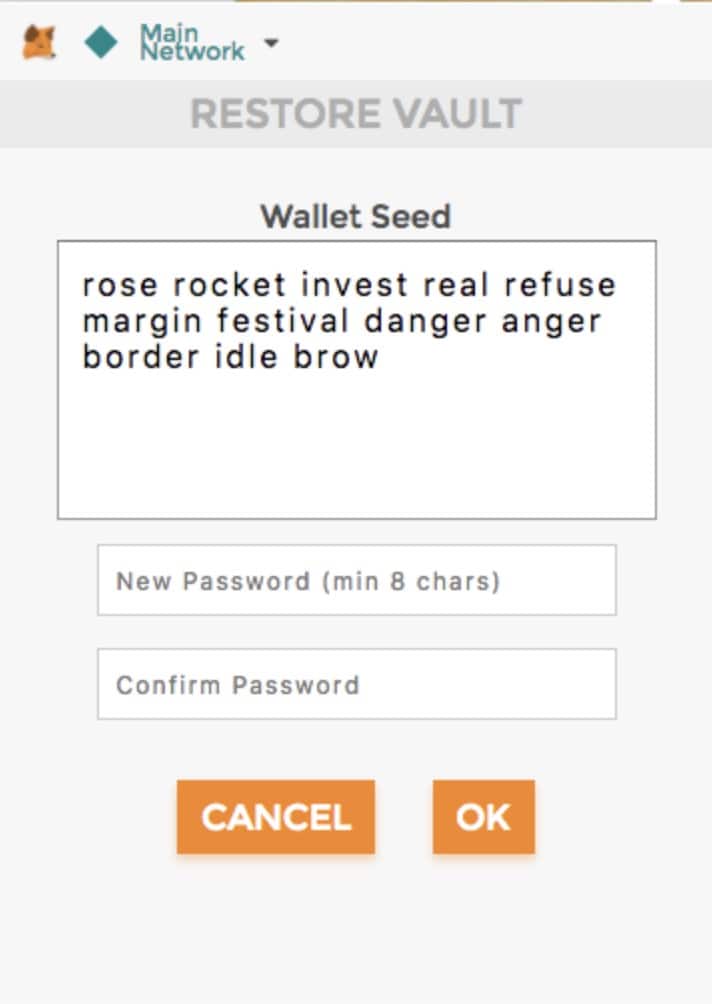 Main
Network
RESTORE VAULT
Wallet Seed
rose rocket invest real refuse
margin festival danger anger
border idle brow
New Password (min 8 chars)
Confirm Password
CANCEL
OK